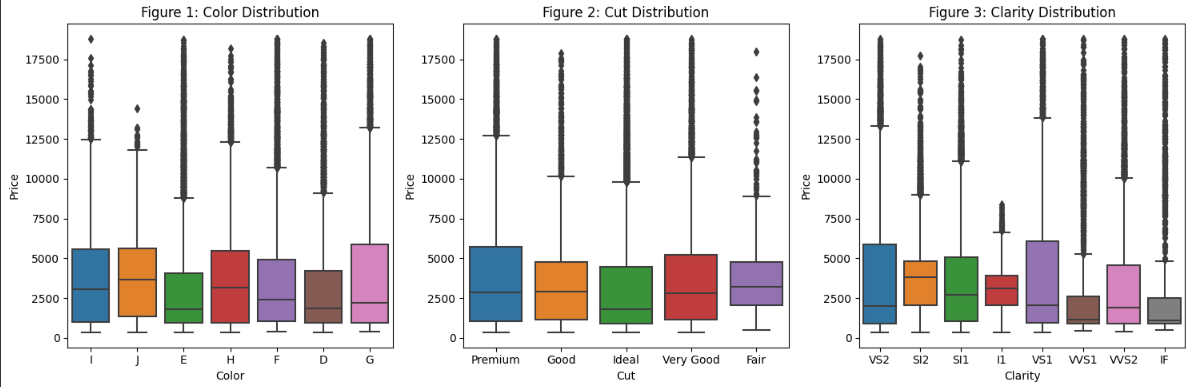 Figure 1: Color Distribution
17500
15000
12500
10000
7500
5000
2500
0
Price
I J E H F D G
Color
Figure 2: Cut Distribution
17500
15000
12500
10000
7500
5000
2500
0
Price
Premium Good Ideal Very Good Fair
Cut
Figure 3: Clarity Distribution
17500
15000
12500
10000
7500
5000
2500
0
Price
VS2 SI2 SI1 I1 VS1 VVS1 VVS2 IF
Clarity